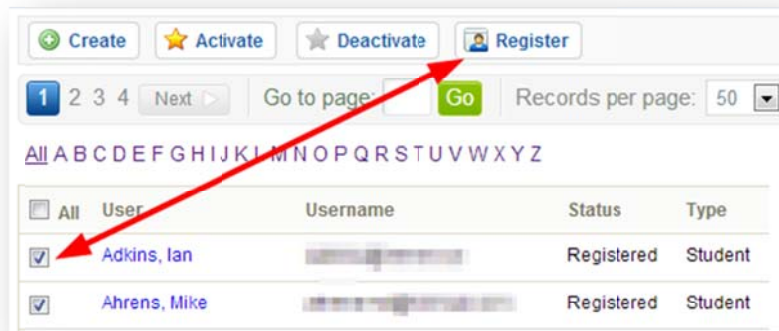 Create Activate Deactivate Register
1 2 3 4 Next Go to page: Go Records per page: 50
All A B C D E F G H I J K L M N O P Q R S T U V W X Y Z
All User Username Status Type
Adkins, Ian Registered Student
Ahrens, Mike Registered Student